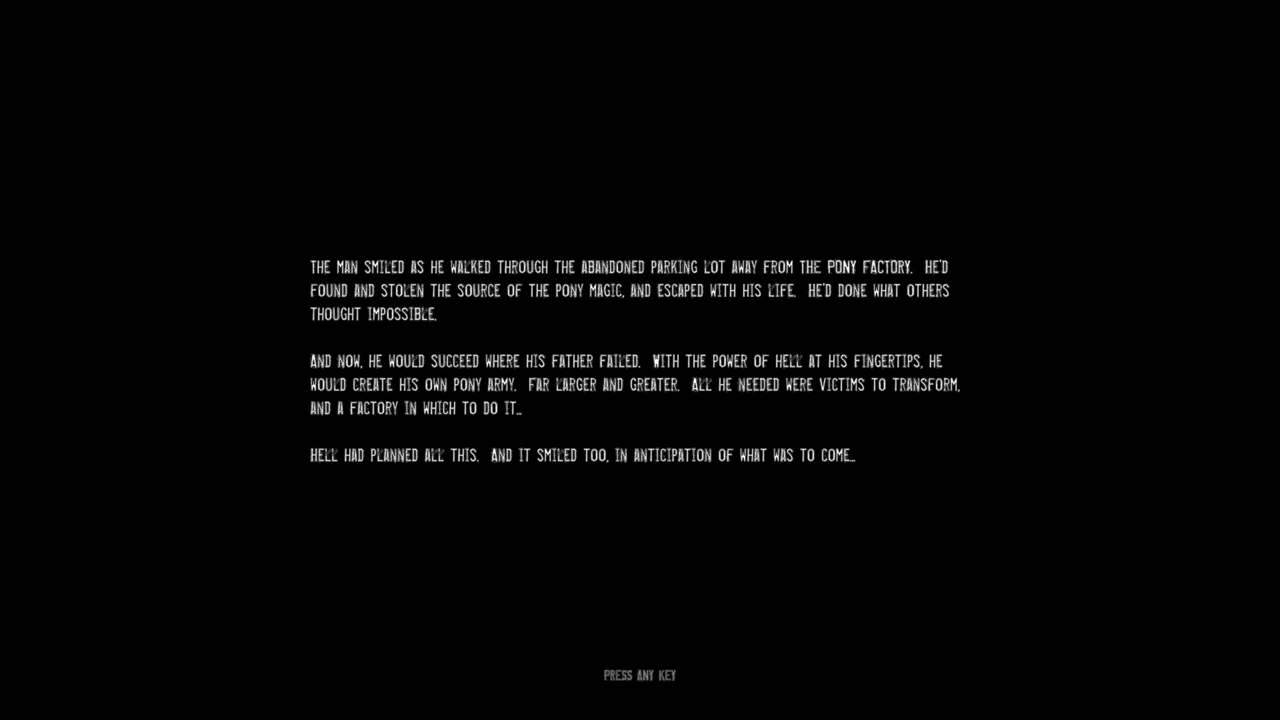 THE MAN SMILED AS HE WALKED THROUGH THE ABANDONED PARKING LOT AWAY FROM THE PONY FACTORY. HE'D
FOUND AND STOLEN THE SOURCE OF THE PONY MAGIC, AND ESCAPED WITH HIS LIFE. HE'D DONE WHAT OTHERS
THOUGHT IMPOSSIBLE.
AND NOW, HE WOULD SUCCEED WHERE HIS FATHER FAILED. WITH THE POWER OF HELL AT HIS FINGERTIPS, HE
WOULD CREATE HIS OWN PONY ARMY. FAR LARGER AND GREATER. ALL HE NEEDED WERE VICTIMS TO TRANSFORM,
AND A FACTORY IN WHICH TO DO IT...
HELL HAD PLANNED ALL THIS. AND IT SMILED TOO, IN ANTICIPATION OF WHAT WAS TO COME...
PRESS ANY KEY